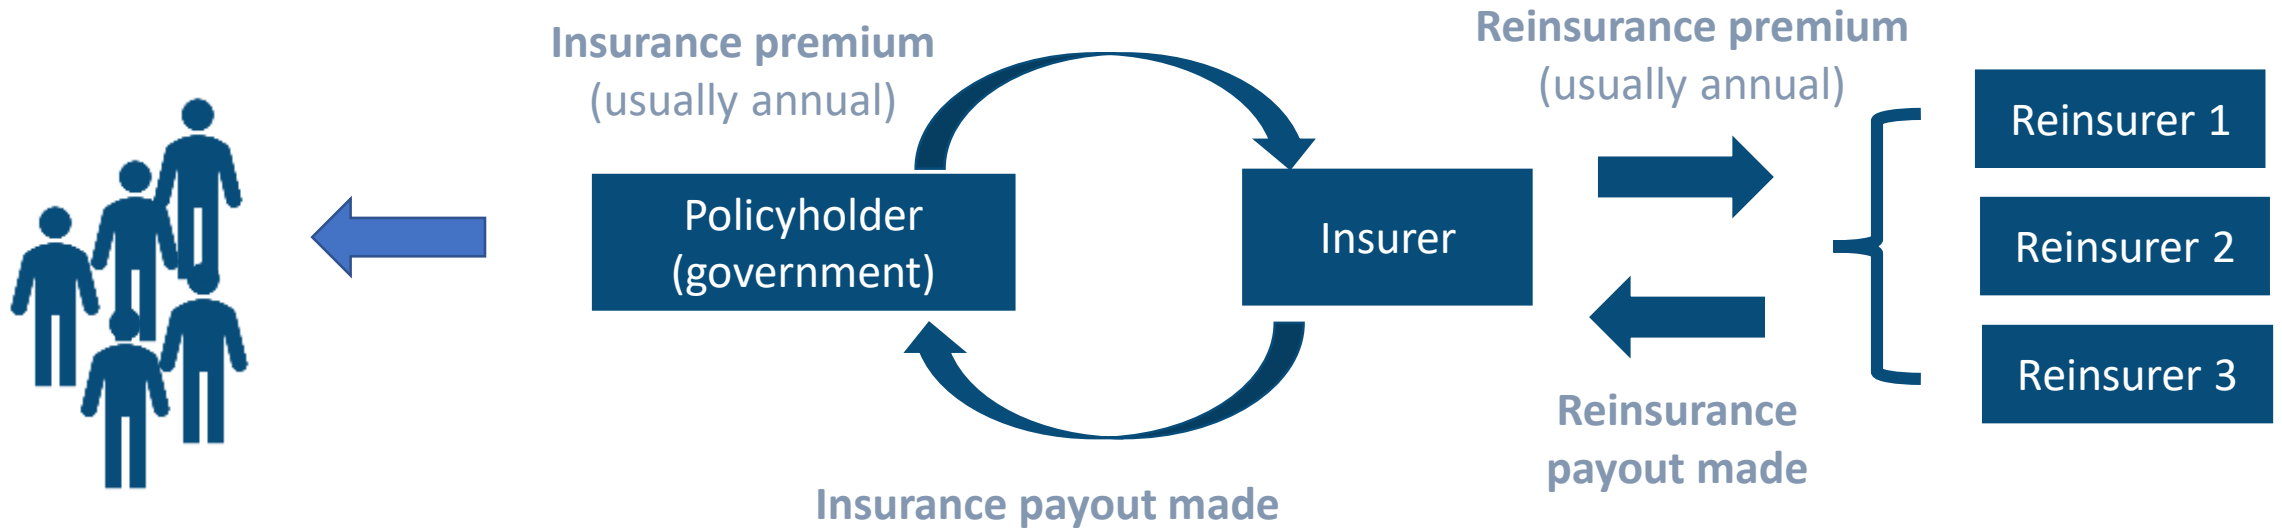 Insurance premium
(usually annual)
Policyholder
(government)
Insurance payout made
Insurer
Reinsurance premium
(usually annual)
Reinsurance
payout made
Reinsurer 1
Reinsurer 2
Reinsurer 3